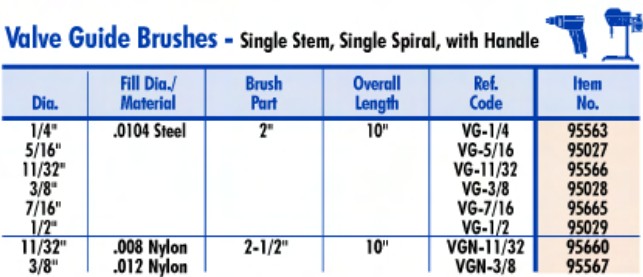 Valve Guide Brushes - Single Stem, Single Spiral, with Handle
Dia. Fill Dia./ Material Brush Part Overall Length Ref. Code Item No.
1/4" .0104 Steel 2" 10" VG-1/4 95563
5/16" VG-5/16 95027
11/32" VG-11/32 95566
3/8" VG-3/8 95028
7/16" VG-7/16 95665
1/2" VG-1/2 95029
11/32" .008 Nylon 2-1/2" 10" VGN-11/32 95660
3/8" .012 Nylon VGN-3/8 95567